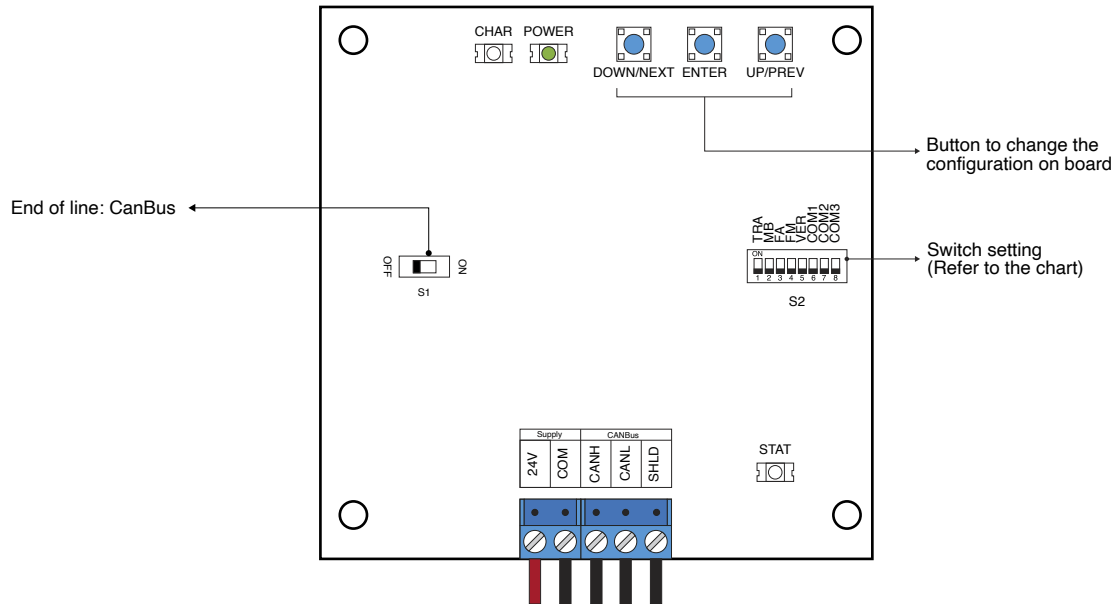 CHAR POWER
DOWN/NEXT ENTER UP/PREV
Button to change the
configuration on board
End of line: CanBus
OFF ON
S1
TRA MB FA FM VER COM1 COM2 COM3
ON
1 2 3 4 5 6 7 8
S2
Switch setting
(Refer to the chart)
Supply CANBus
24V COM CANH CANL SHLD
STAT